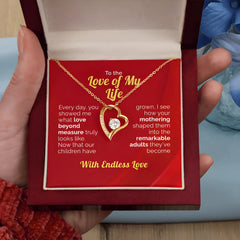 To the
Love of My
Life
Every day, you
showed me
what love
beyond
measure truly
looks like.
Now that our
children have
grown, I see
how your
mothering
shaped them
into the
remarkable
adults they've
become
With Endless Love